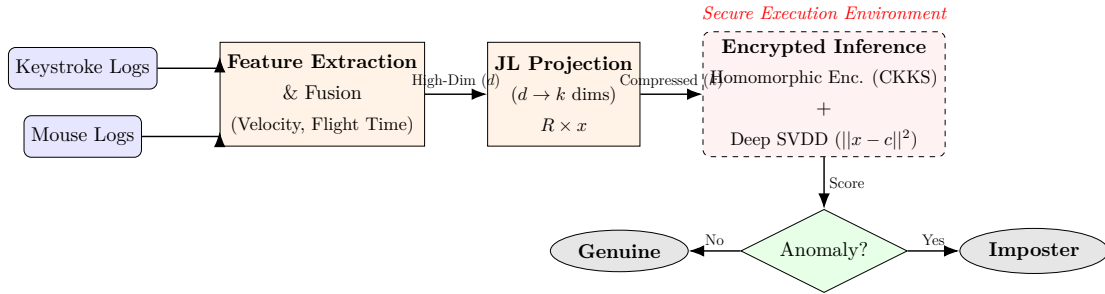 Secure Execution Environment
Keystroke Logs
Mouse Logs
Feature Extraction
& Fusion
(Velocity, Flight Time)
High-Dim (d)
JL Projection
(d → k dims)
R × x
Compressed (k)
Encrypted Inference
Homomorphic Enc. (CKKS)
+
Deep SVDD (||x − c||²)
Score
Anomaly?
No
Genuine
Yes
Imposter